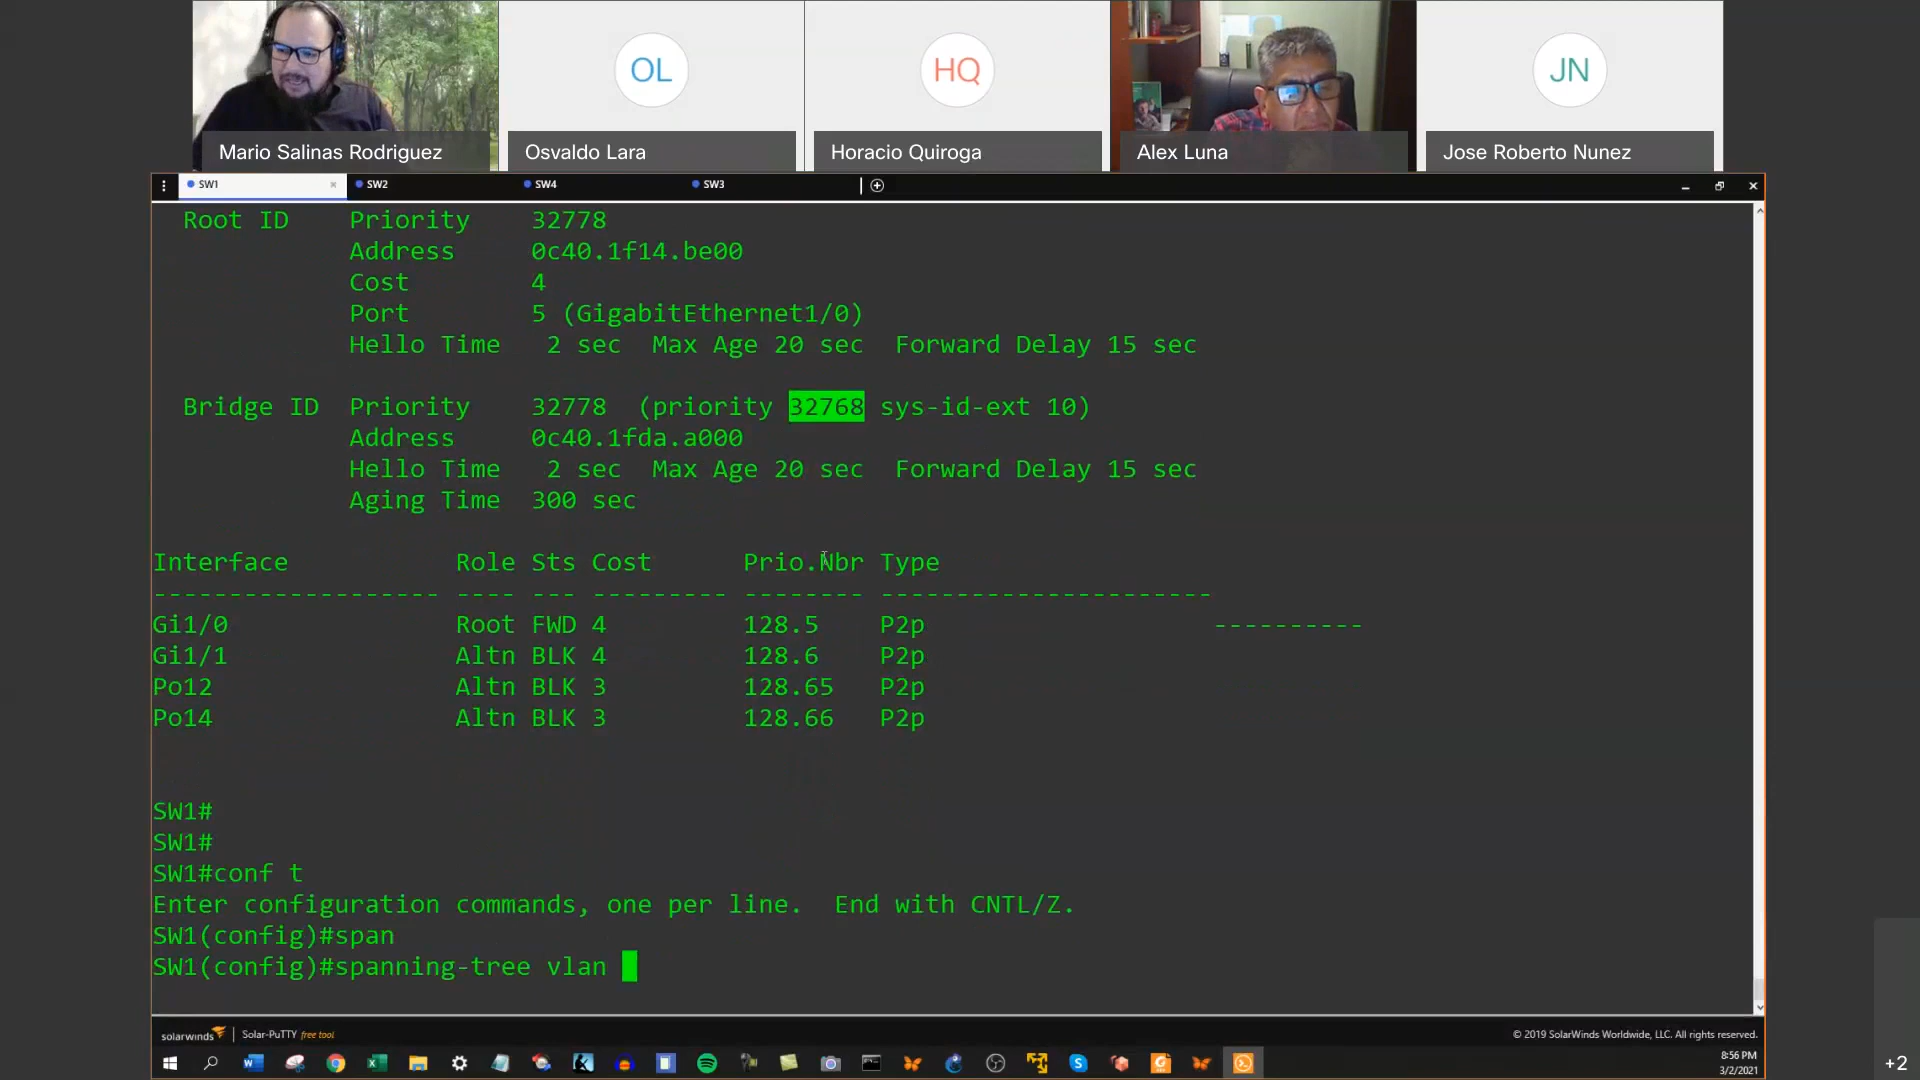 OL
HQ
JN
Mario Salinas Rodriguez
Osvaldo Lara
Horacio Quiroga
Alex Luna
Jose Roberto Nunez
SW1
SW2
SW4
SW3
Root ID Priority 32778
Address 0c40.1f14.be00
Cost 4
Port 5 (GigabitEthernet1/0)
Hello Time 2 sec Max Age 20 sec Forward Delay 15 sec
Bridge ID Priority 32778 (priority 32768 sys-id-ext 10)
Address 0c40.1fda.a000
Hello Time 2 sec Max Age 20 sec Forward Delay 15 sec
Aging Time 300 sec
Interface Role Sts Cost Prio.Nbr Type
------------------- ---- --- --------- -------- ----------------------
Gi1/0 Root FWD 4 128.5 P2p ----------
Gi1/1 Altn BLK 4 128.6 P2p
Po12 Altn BLK 3 128.65 P2p
Po14 Altn BLK 3 128.66 P2p
SW1#
SW1#
SW1#conf t
Enter configuration commands, one per line. End with CNTL/Z.
SW1(config)#span
SW1(config)#spanning-tree vlan
solarwinds Solar-PuTTY free tool
© 2019 SolarWinds Worldwide, LLC. All rights reserved.
8:56 PM
3/2/2021
+2